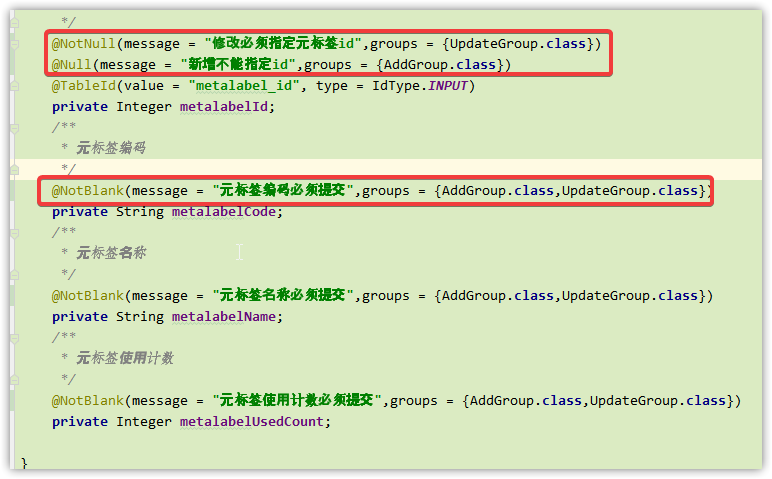 */
@NotNull(message = "修改必须指定元标签id",groups = {UpdateGroup.class})
@Null(message = "新增不能指定id",groups = {AddGroup.class})
@TableId(value = "metalabel_id", type = IdType.INPUT)
private Integer metalabelId;
/**
* 元标签编码
*/
@NotBlank(message = "元标签编码必须提交",groups = {AddGroup.class,UpdateGroup.class})
private String metalabelCode;
/**
* 元标签名称
*/
@NotBlank(message = "元标签名称必须提交",groups = {AddGroup.class,UpdateGroup.class})
private String metalabelName;
/**
* 元标签使用计数
*/
@NotBlank(message = "元标签使用计数必须提交",groups = {AddGroup.class,UpdateGroup.class})
private Integer metalabelUsedCount;
}